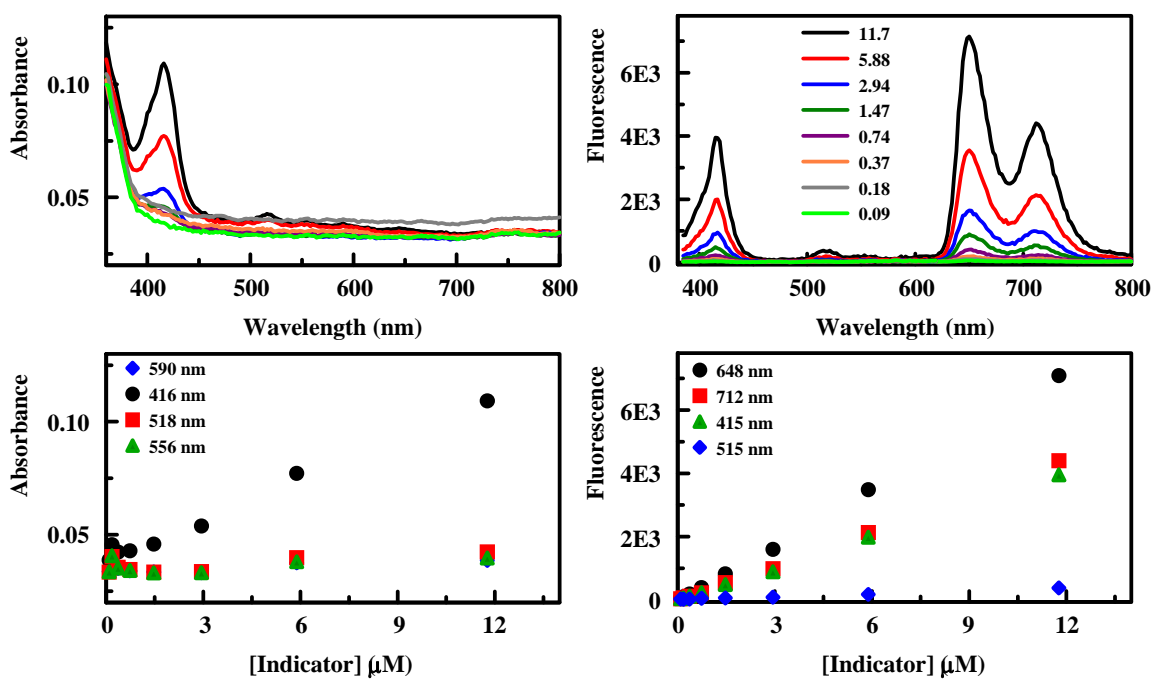 Absorbance
0.10
0.05
400
500
600
700
800
Wavelength (nm)
Fluorescence
6E3
4E3
2E3
0
11.7
5.88
2.94
1.47
0.74
0.37
0.18
0.09
400
500
600
700
800
Wavelength (nm)
Absorbance
0.10
0.05
590 nm
416 nm
518 nm
556 nm
0
3
6
9
12
[Indicator] (μM)
Fluorescence
6E3
4E3
2E3
0
648 nm
712 nm
415 nm
515 nm
0
3
6
9
12
[Indicator] (μM)